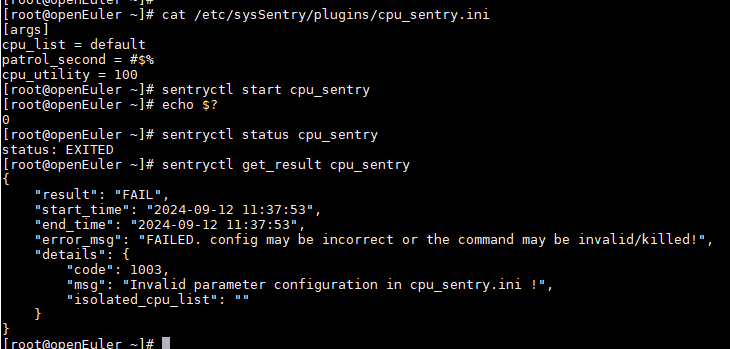 [root@openEuler ~]#
[root@openEuler ~]# cat /etc/sysSentry/plugins/cpu_sentry.ini
[args]
cpu_list = default
patrol_second = #$%
cpu_utility = 100
[root@openEuler ~]# sentryctl start cpu_sentry
[root@openEuler ~]# echo $?
0
[root@openEuler ~]# sentryctl status cpu_sentry
status: EXITED
[root@openEuler ~]# sentryctl get_result cpu_sentry
{
    "result": "FAIL",
    "start_time": "2024-09-12 11:37:53",
    "end_time": "2024-09-12 11:37:53",
    "error_msg": "FAILED. config may be incorrect or the command may be invalid/killed!",
    "details": {
        "code": 1003,
        "msg": "Invalid parameter configuration in cpu_sentry.ini !",
        "isolated_cpu_list": ""
    }
}
[root@openEuler ~]#